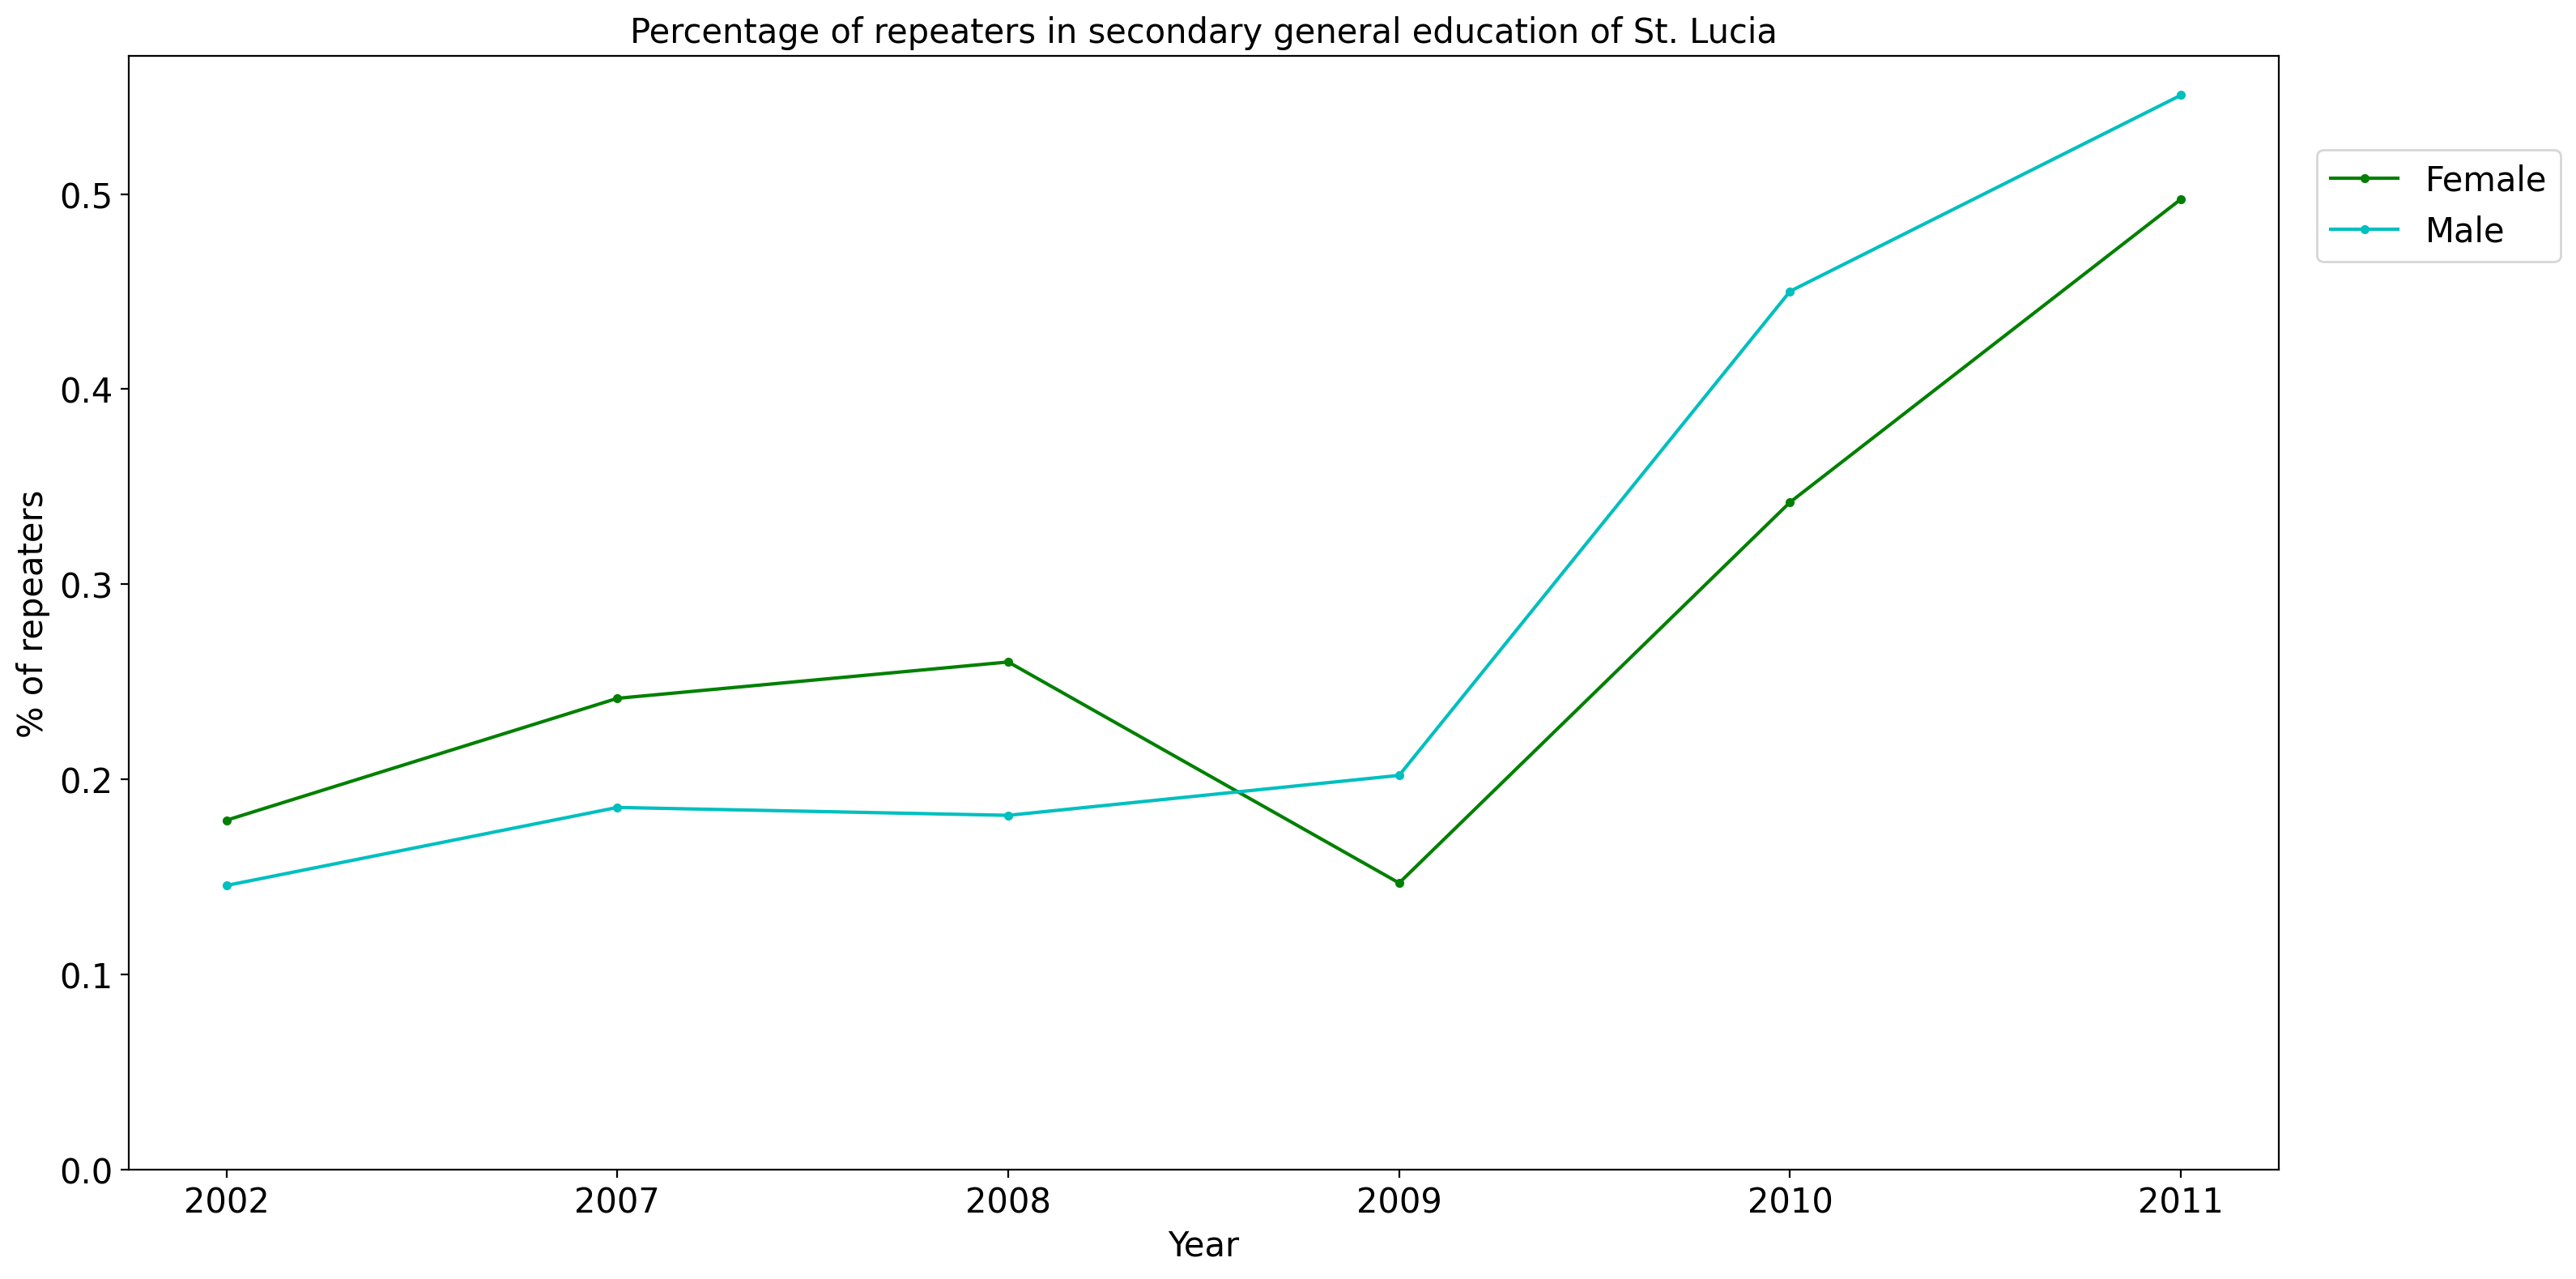 Percentage of repeaters in secondary general education of St. Lucia
0.5
0.4
0.3
0.2
0.1
0.0
% of repeaters
2002 2007 2008 2009 2010 2011
Year
Female
Male